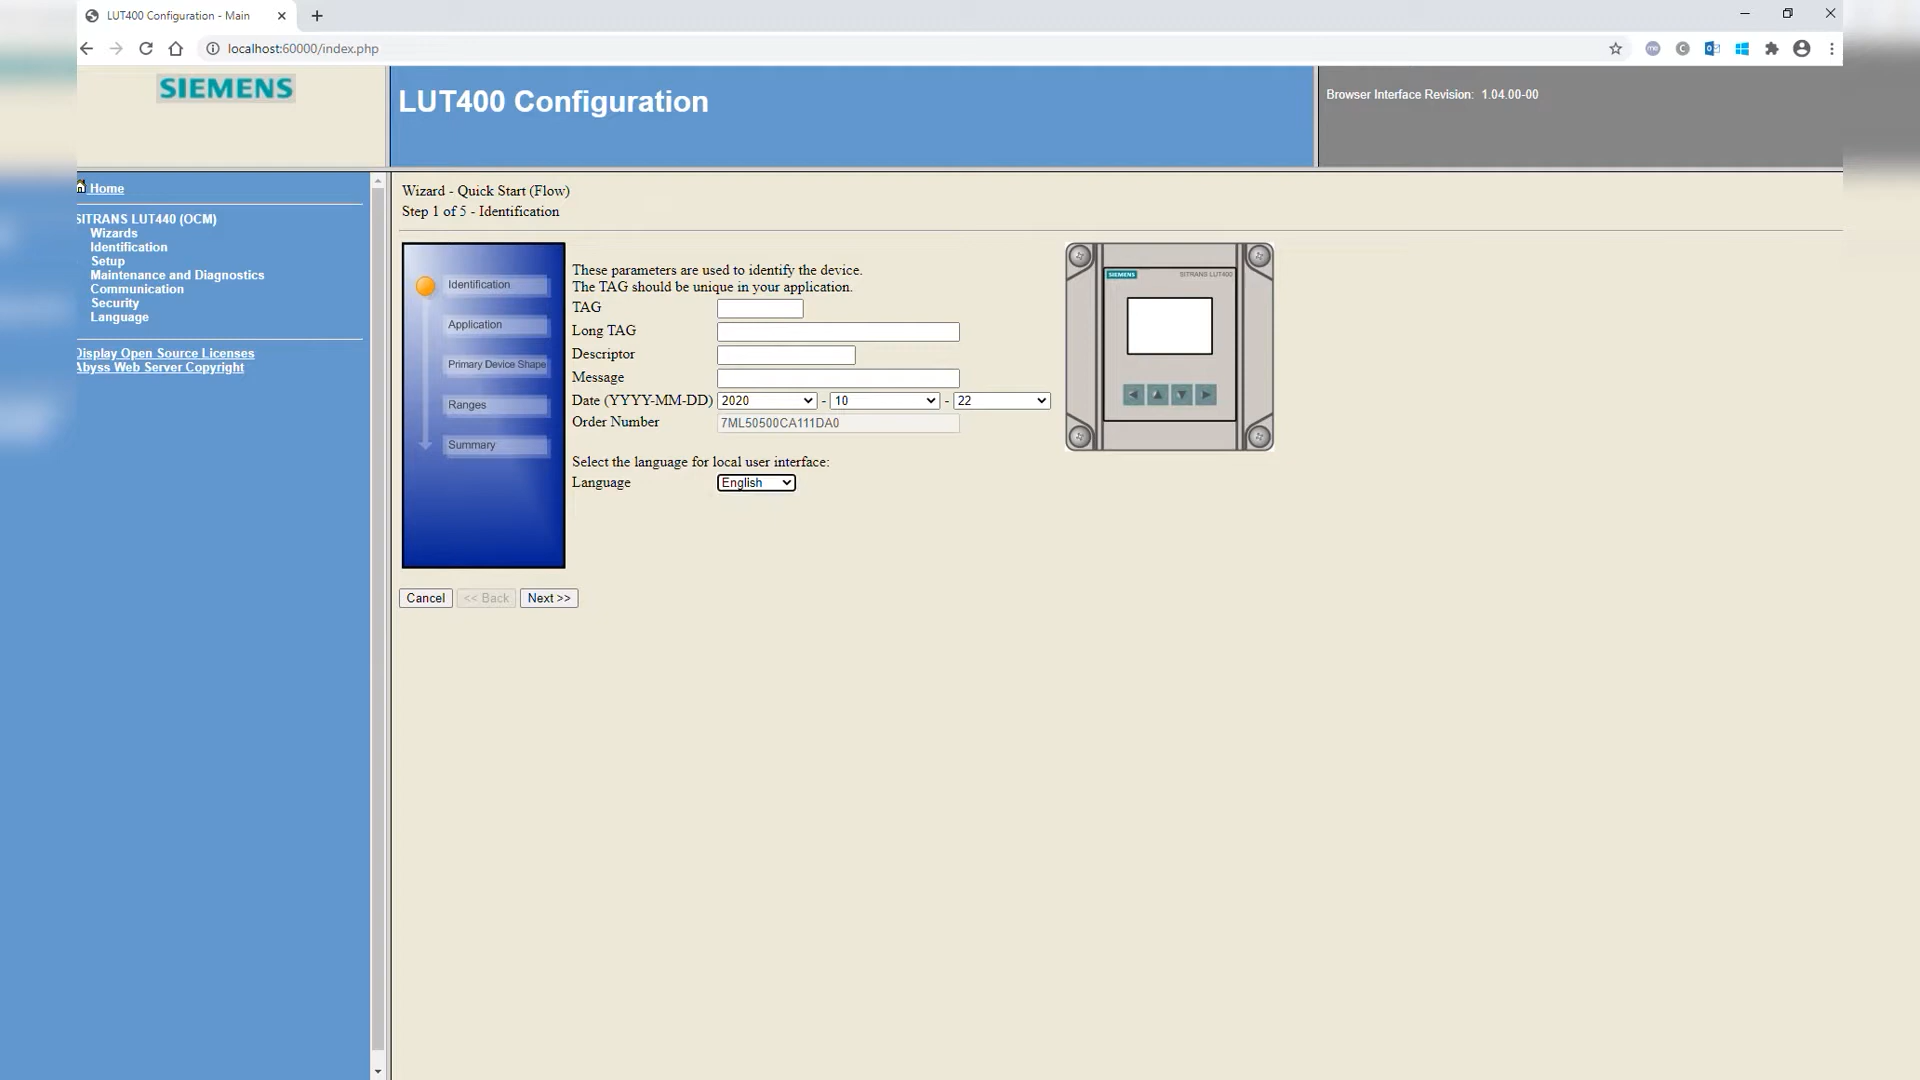 LUT400 Configuration - Main
localhost:60000/index.php
SIEMENS
LUT400 Configuration
Browser Interface Revision: 1.04.00-00
Home
SITRANS LUT440 (OCM)
Wizards
Identification
Setup
Maintenance and Diagnostics
Communication
Security
Language
Display Open Source Licenses
Abyss Web Server Copyright
Wizard - Quick Start (Flow)
Step 1 of 5 - Identification
Identification
Application
Primary Device Shape
Ranges
Summary
These parameters are used to identify the device.
The TAG should be unique in your application.
TAG
Long TAG
Descriptor
Message
Date (YYYY-MM-DD) 2020 - 10 - 22
Order Number 7ML50500CA111DA0
Select the language for local user interface:
Language English
SIEMENS SITRANS LUT400
Cancel << Back Next >>